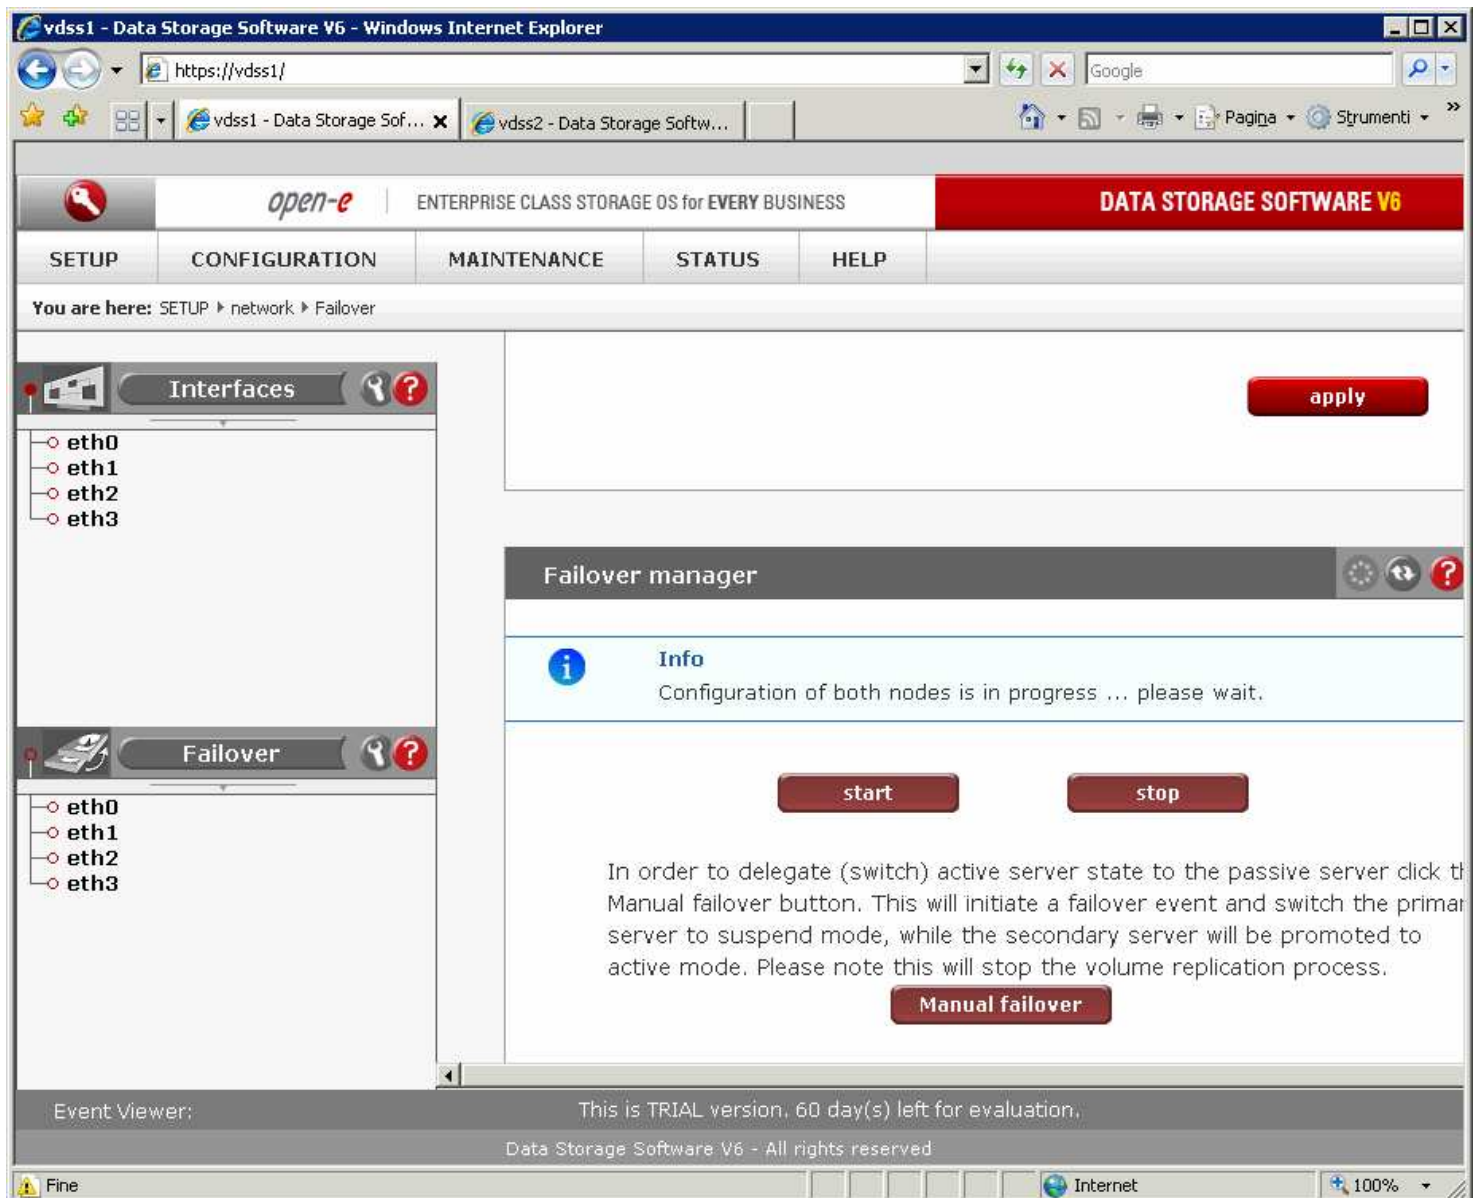 vdss1 - Data Storage Software V6 - Windows Internet Explorer
https://vdss1/
Google
vdss1 - Data Storage Sof...
vdss2 - Data Storage Softw...
Pagina
Strumenti
»
open-e
ENTERPRISE CLASS STORAGE OS for EVERY BUSINESS
DATA STORAGE SOFTWARE V6
SETUP
CONFIGURATION
MAINTENANCE
STATUS
HELP
You are here: SETUP network Failover
Interfaces
?
eth0
eth1
eth2
eth3
apply
Failover manager
?
i
Info
Configuration of both nodes is in progress ... please wait.
Failover
?
eth0
eth1
eth2
eth3
start
stop
In order to delegate (switch) active server state to the passive server click th
Manual failover button. This will initiate a failover event and switch the primar
server to suspend mode, while the secondary server will be promoted to
active mode. Please note this will stop the volume replication process.
Manual failover
Event Viewer:
This is TRIAL version. 60 day(s) left for evaluation.
Data Storage Software V6 - All rights reserved
Fine
Internet
100%